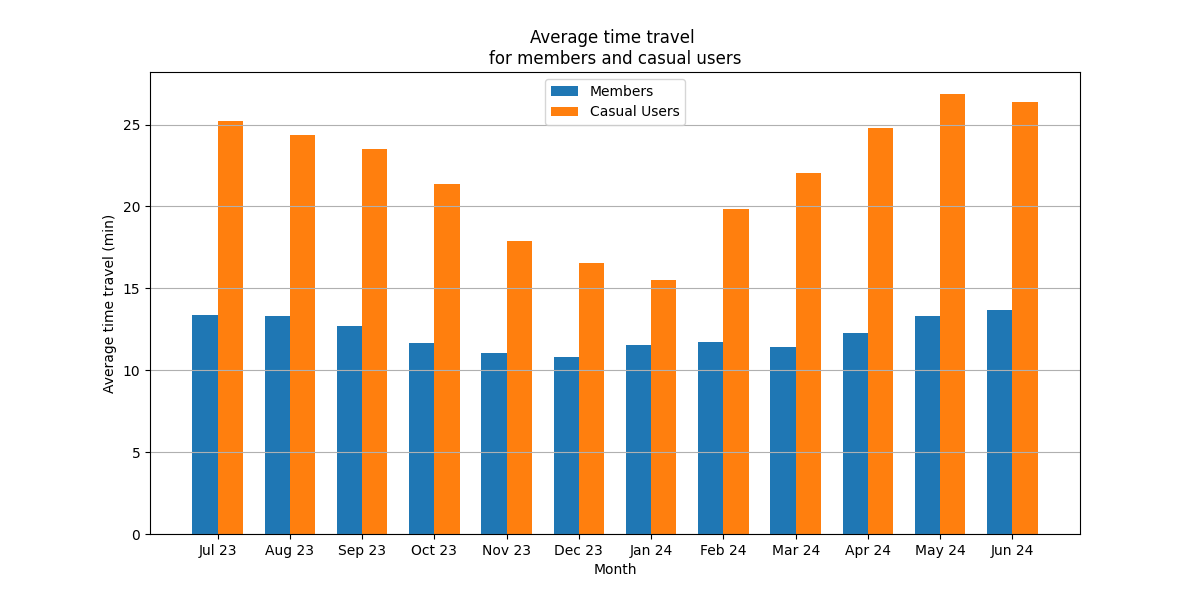 Average time travel
for members and casual users
Members
Casual Users
Average time travel (min)
25
20
15
10
5
0
Jul 23 Aug 23 Sep 23 Oct 23 Nov 23 Dec 23 Jan 24 Feb 24 Mar 24 Apr 24 May 24 Jun 24
Month